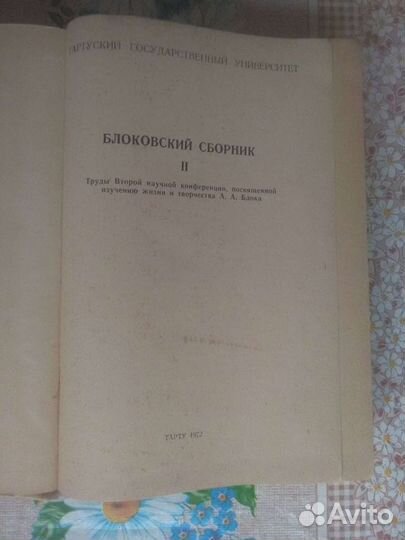 ТАРТУСКИЙ ГОСУДАРСТВЕННЫЙ УНИВЕРСИТЕТ
БЛОКОВСКИЙ СБОРНИК
II
Труды Второй научной конференции, посвященной
изучению жизни и творчества А. А. Блока
ТАРТУ 1972
Avito